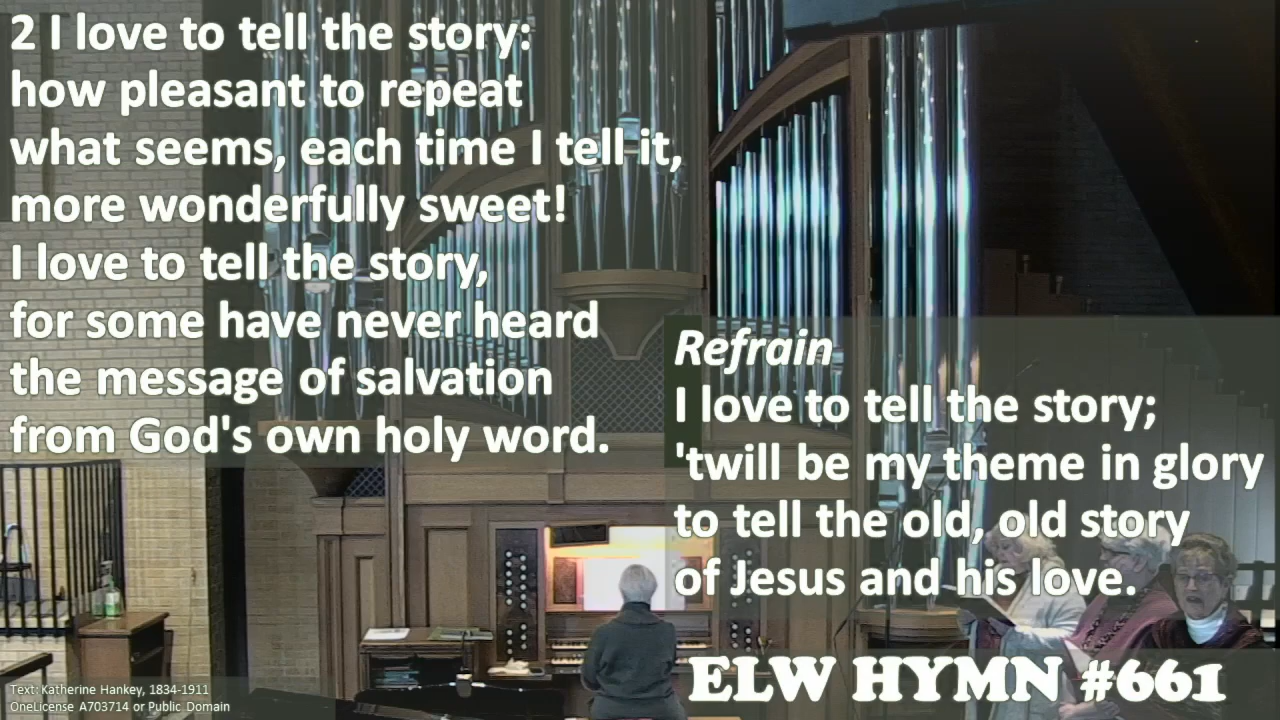 2 I love to tell the story:
how pleasant to repeat
what seems, each time I tell it,
more wonderfully sweet!
I love to tell the story,
for some have never heard
the message of salvation
from God's own holy word.
Refrain
I love to tell the story;
'twill be my theme in glory
to tell the old, old story
of Jesus and his love.
ELW HYMN #661
Text: Katherine Hankey, 1834-1911
OneLicense A703714 or Public Domain